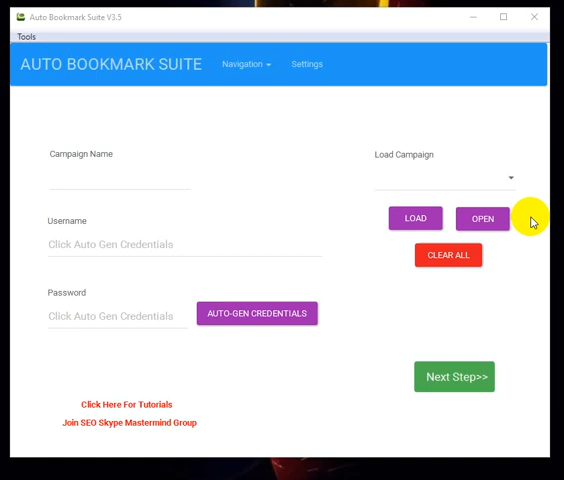 Auto Bookmark Suite V3.5
Tools
AUTO BOOKMARK SUITE Navigation Settings
Campaign Name
Load Campaign
LOAD OPEN
Username
Click Auto Gen Credentials
CLEAR ALL
Password
Click Auto Gen Credentials AUTO-GEN CREDENTIALS
Next Step>>
Click Here For Tutorials
Join SEO Skype Mastermind Group